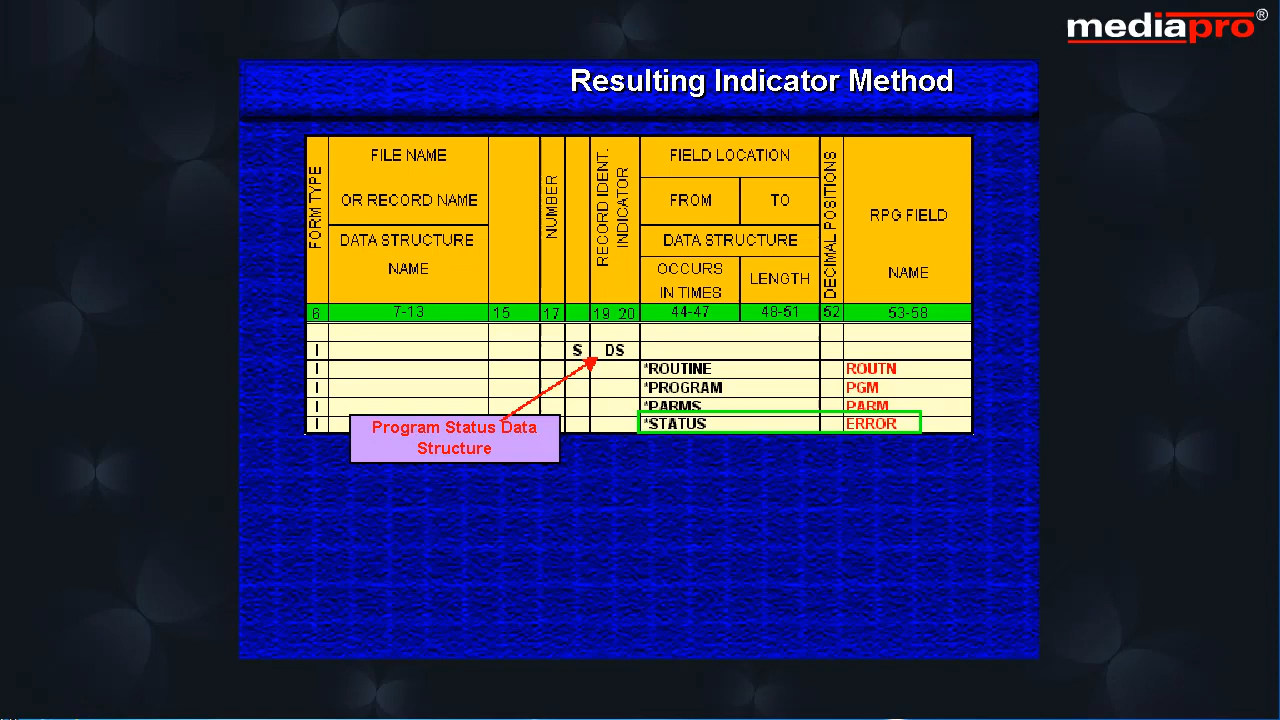 mediapro®
Resulting Indicator Method
FORM TYPE
FILE NAME
OR RECORD NAME
DATA STRUCTURE
NAME
NUMBER
RECORD IDENT.
INDICATOR
FIELD LOCATION
FROM TO
DATA STRUCTURE
OCCURS
IN TIMES
LENGTH
DECIMAL POSITIONS
RPG FIELD
NAME
6 7-13 15 17 19 20 44-47 48-51 52 53-58
I S DS
I *ROUTINE ROUTN
I *PROGRAM PGM
I *PARMS PARM
I *STATUS ERROR
Program Status Data
Structure